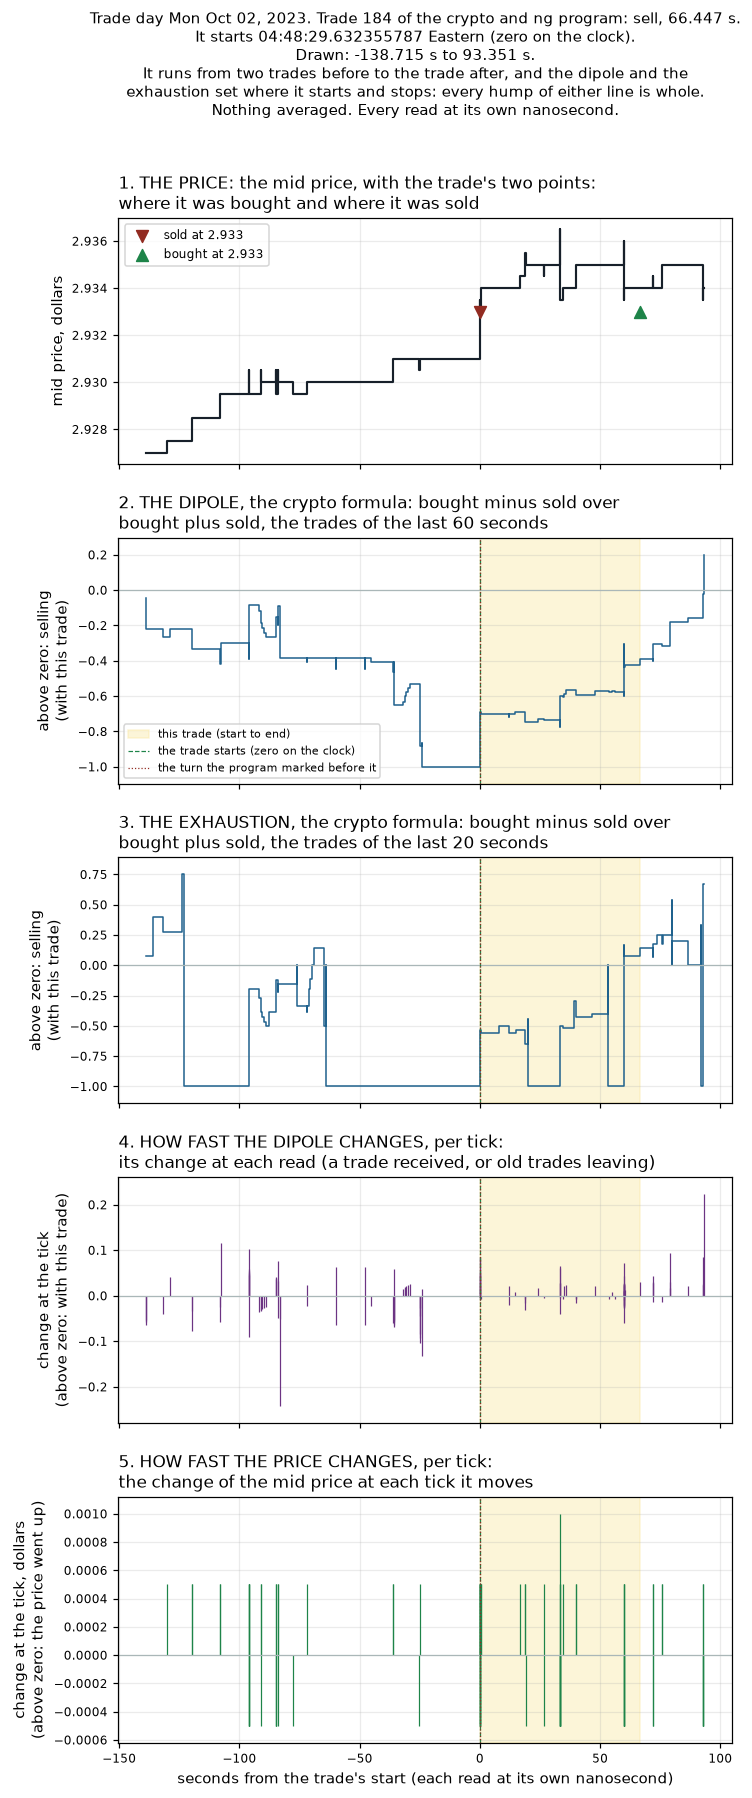 Trade day Mon Oct 02, 2023. Trade 184 of the crypto and ng program: sell, 66.447 s.
It starts 04:48:29.632355787 Eastern (zero on the clock).
Drawn: -138.715 s to 93.351 s.
It runs from two trades before to the trade after, and the dipole and the
exhaustion set where it starts and stops: every hump of either line is whole.
Nothing averaged. Every read at its own nanosecond.
1. THE PRICE: the mid price, with the trade's two points:
where it was bought and where it was sold
sold at 2.933
bought at 2.933
2.936
2.934
2.932
2.930
2.928
mid price, dollars
2. THE DIPOLE, the crypto formula: bought minus sold over
bought plus sold, the trades of the last 60 seconds
0.2
0.0
−0.2
−0.4
−0.6
−0.8
−1.0
above zero: selling
(with this trade)
this trade (start to end)
the trade starts (zero on the clock)
the turn the program marked before it
3. THE EXHAUSTION, the crypto formula: bought minus sold over
bought plus sold, the trades of the last 20 seconds
0.75
0.50
0.25
0.00
−0.25
−0.50
−0.75
−1.00
above zero: selling
(with this trade)
4. HOW FAST THE DIPOLE CHANGES, per tick:
its change at each read (a trade received, or old trades leaving)
0.2
0.1
0.0
−0.1
−0.2
change at the tick
(above zero: with this trade)
5. HOW FAST THE PRICE CHANGES, per tick:
the change of the mid price at each tick it moves
0.0010
0.0008
0.0006
0.0004
0.0002
0.0000
−0.0002
−0.0004
−0.0006
change at the tick, dollars
(above zero: the price went up)
−150
−100
−50
0
50
100
seconds from the trade's start (each read at its own nanosecond)